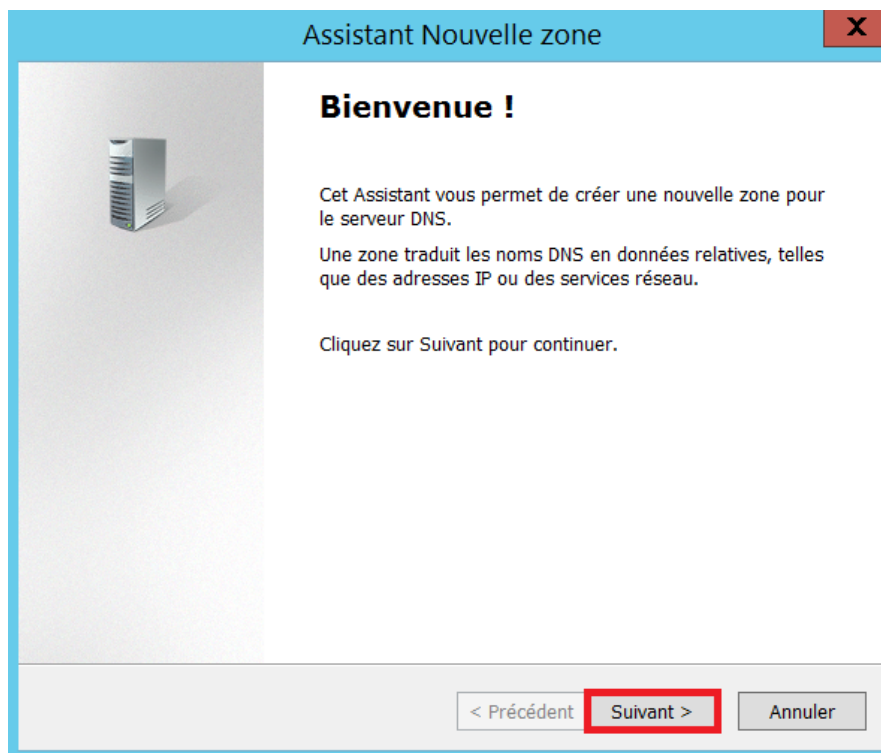 Assistant Nouvelle zone
X
Bienvenue !
Cet Assistant vous permet de créer une nouvelle zone pour
le serveur DNS.
Une zone traduit les noms DNS en données relatives, telles
que des adresses IP ou des services réseau.
Cliquez sur Suivant pour continuer.
< Précédent Suivant > Annuler